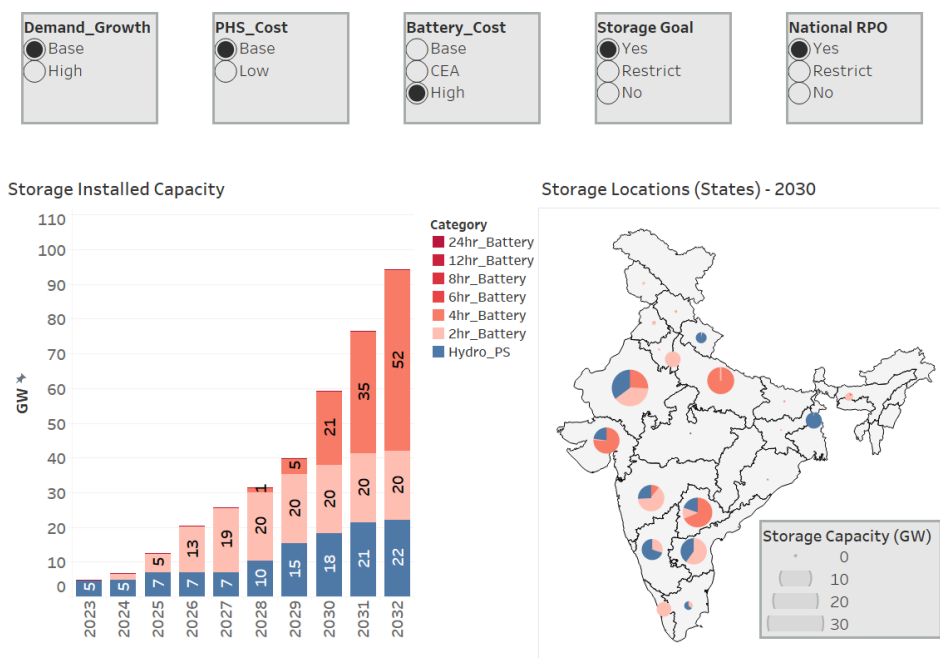 Demand_Growth
Base
High
PHS_Cost
Base
Low
Battery_Cost
Base
CEA
High
Storage Goal
Yes
Restrict
No
National RPO
Yes
Restrict
No
Storage Installed Capacity
GW
110
100
90
80
70
60
50
40
30
20
10
0
5
5
5
7
13
7
19
7
1
20
10
5
20
15
21
20
18
35
20
21
52
20
22
2023
2024
2025
2026
2027
2028
2029
2030
2031
2032
Category
24hr_Battery
12hr_Battery
8hr_Battery
6hr_Battery
4hr_Battery
2hr_Battery
Hydro_PS
Storage Locations (States) - 2030
Storage Capacity (GW)
0
10
20
30